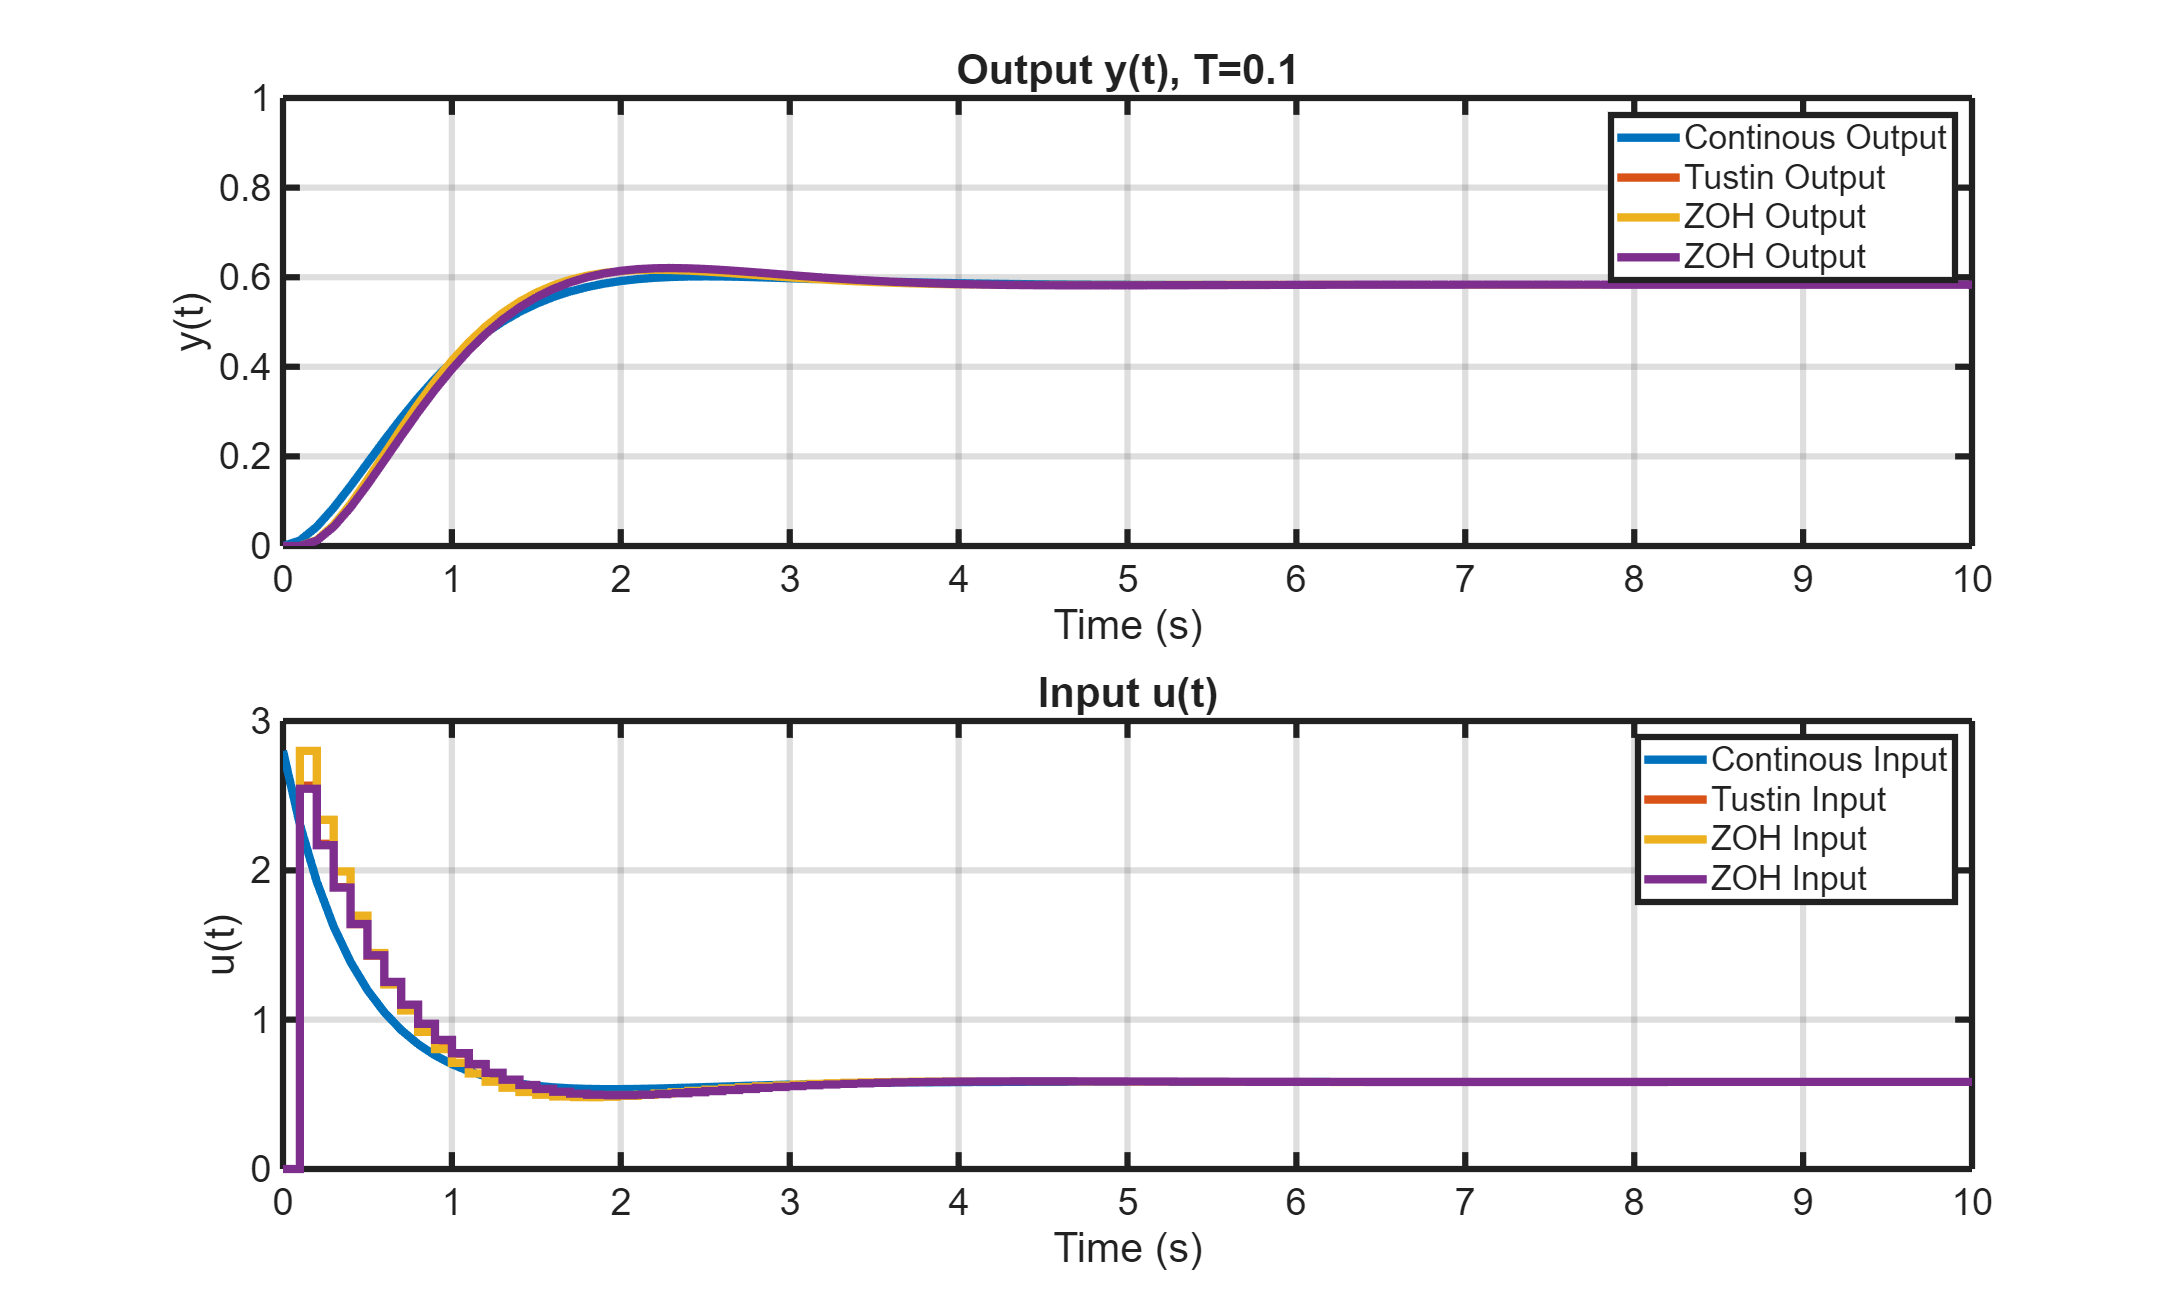 Output y(t), T=0.1
1
0.8
0.6
0.4
0.2
0
y(t)
Continous Output
Tustin Output
ZOH Output
ZOH Output
0 1 2 3 4 5 6 7 8 9 10
Time (s)
Input u(t)
3
2
1
0
u(t)
Continous Input
Tustin Input
ZOH Input
ZOH Input
0 1 2 3 4 5 6 7 8 9 10
Time (s)